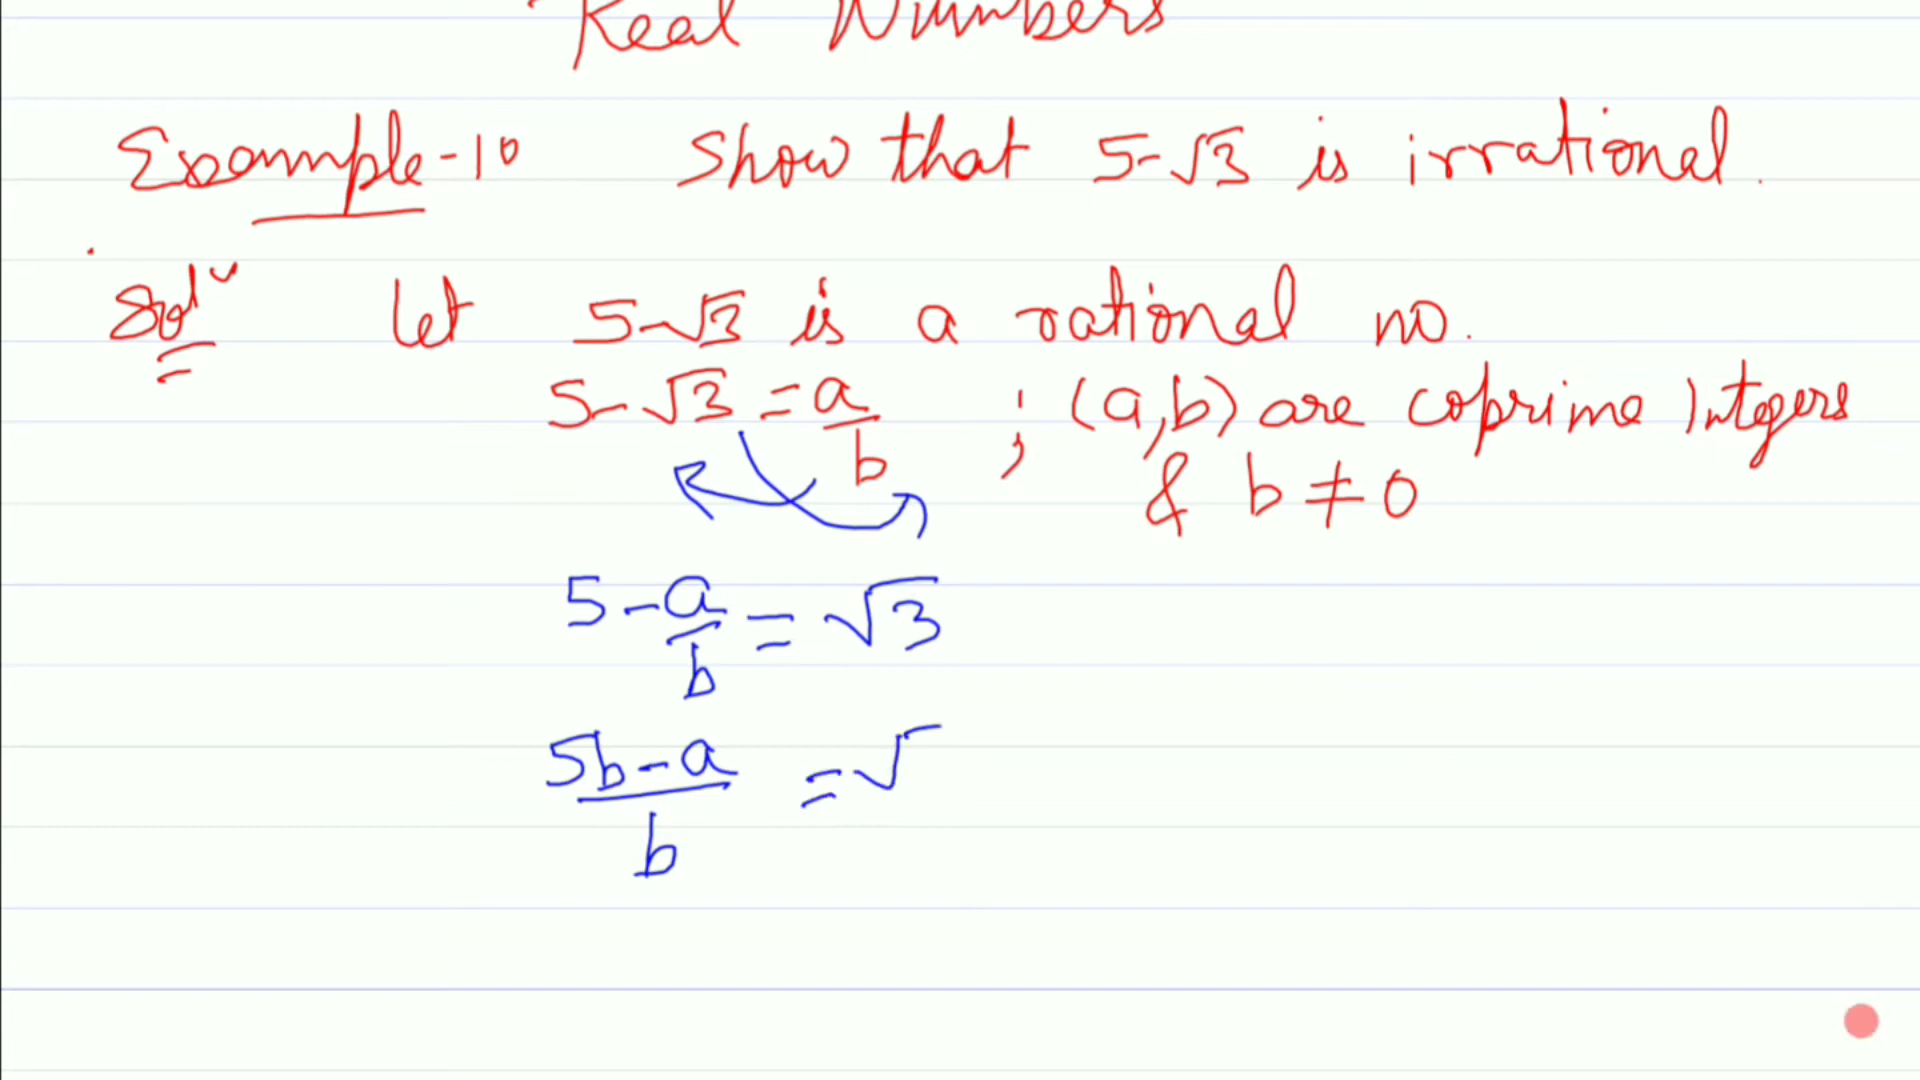 Real Numbers
Example-10 Show that 5-√3 is irrational.
Solⁿ let 5-√3 is a rational no.
5-√3 = a/b ; (a,b) are coprime Integers
& b ≠ 0
5-a/b = √3
5b-a/b = √